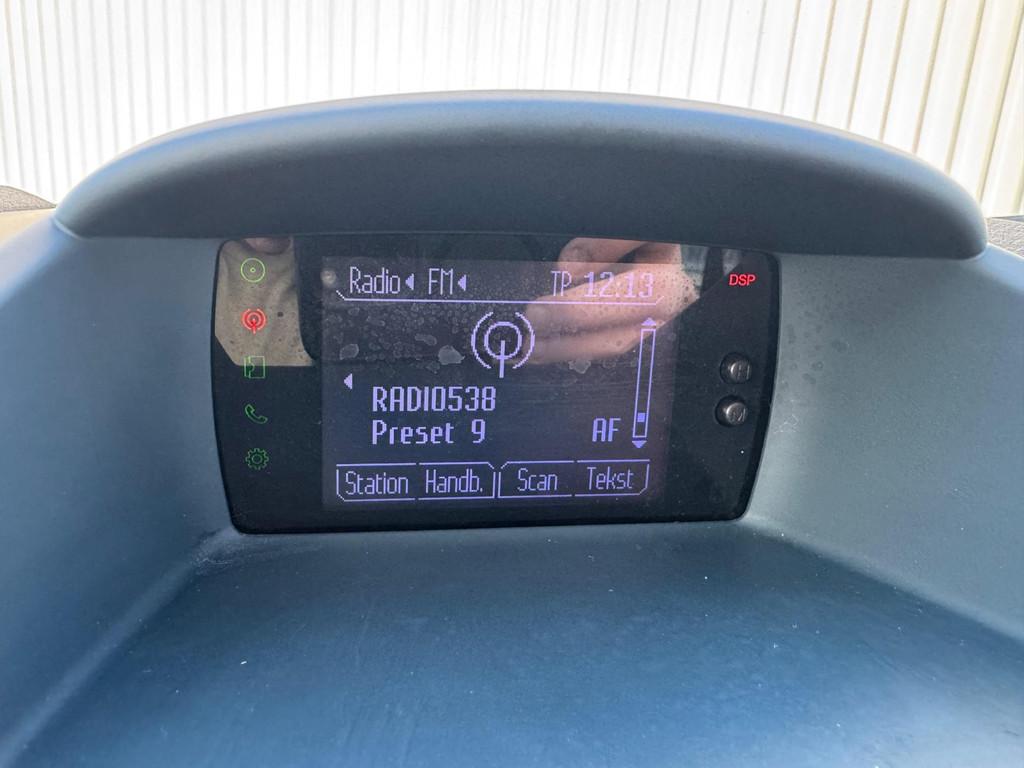 Radio FM TP 12:13
DSP
H
RADIO538
Preset 9 AF
M
Station Handb. Scan Tekst